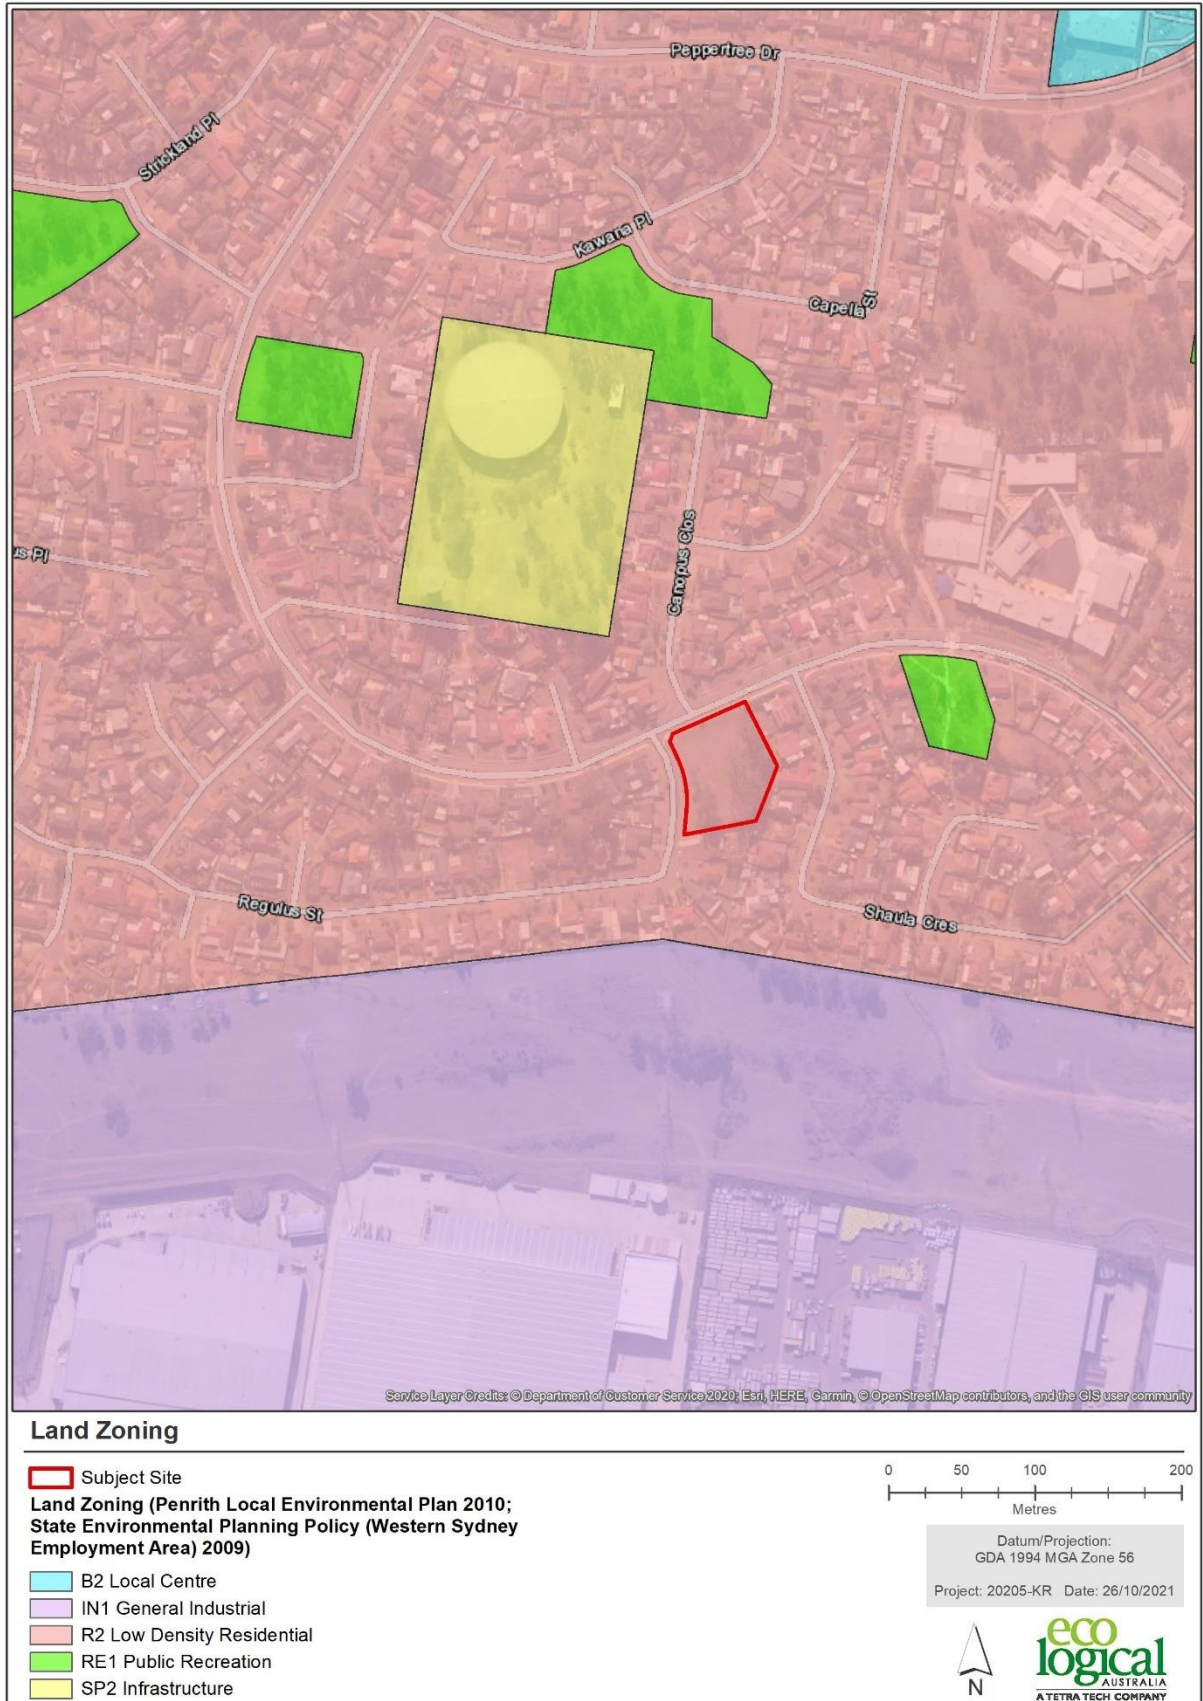 Peppertree Dr
Strickland Pl
Kawana Pl
Capella St
us Pl
Canopus Clos
Regulus St
Shaula Cres
Service Layer Credits: © Department of Customer Service 2020; Esri, HERE, Garmin, © OpenStreetMap contributors, and the GIS user community
Land Zoning
Subject Site
Land Zoning (Penrith Local Environmental Plan 2010;
State Environmental Planning Policy (Western Sydney
Employment Area) 2009)
B2 Local Centre
IN1 General Industrial
R2 Low Density Residential
RE1 Public Recreation
SP2 Infrastructure
0 50 100 200
Metres
Datum/Projection:
GDA 1994 MGA Zone 56
Project: 20205-KR Date: 26/10/2021
N
eco
logical
AUSTRALIA
A TETRA TECH COMPANY